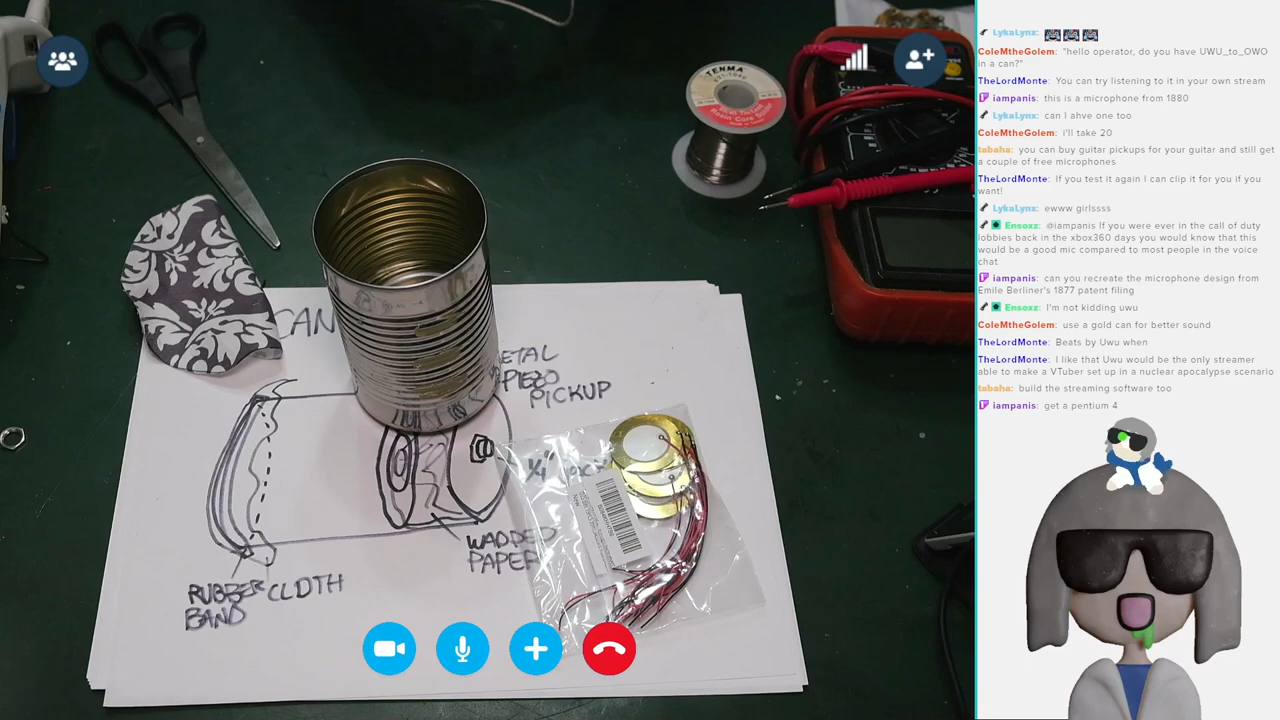 LykaLynx:
ColeMtheGolem: "hello operator, do you have UWU_to_OWO
in a can?"
TheLordMonte: You can try listening to it in your own stream
iampanis: this is a microphone from 1880
LykaLynx: can I ahve one too
ColeMtheGolem: i'll take 20
tabaha: you can buy guitar pickups for your guitar and still get
a couple of free microphones
TheLordMonte: If you test it again I can clip it for you if you
want!
LykaLynx: ewww girlssss
Ensoxz: @iampanis If you were ever in the call of duty
lobbies back in the xbox360 days you would know that this
would be a good mic compared to most people in the voice
chat
iampanis: can you recreate the microphone design from
Emile Berliner's 1877 patent filing
Ensoxz: I'm not kidding uwu
ColeMtheGolem: use a gold can for better sound
TheLordMonte: Beats by Uwu when
TheLordMonte: I like that Uwu would be the only streamer
able to make a VTuber set up in a nuclear apocalypse scenario
tabaha: build the streaming software too
iampanis: get a pentium 4
TENMA
Rosin Core Solder
CAN
METAL
PIEZO
PICKUP
1/4"
WADDED
PAPER
RUBBER
BAND
CLOTH
New